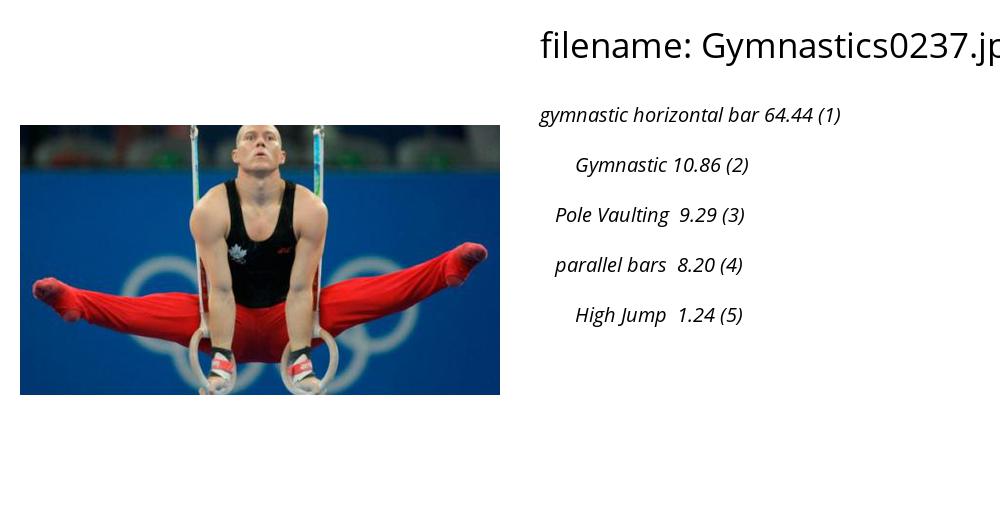 filename: Gymnastics0237.jp
gymnastic horizontal bar 64.44 (1)
Gymnastic 10.86 (2)
Pole Vaulting 9.29 (3)
parallel bars 8.20 (4)
High Jump 1.24 (5)